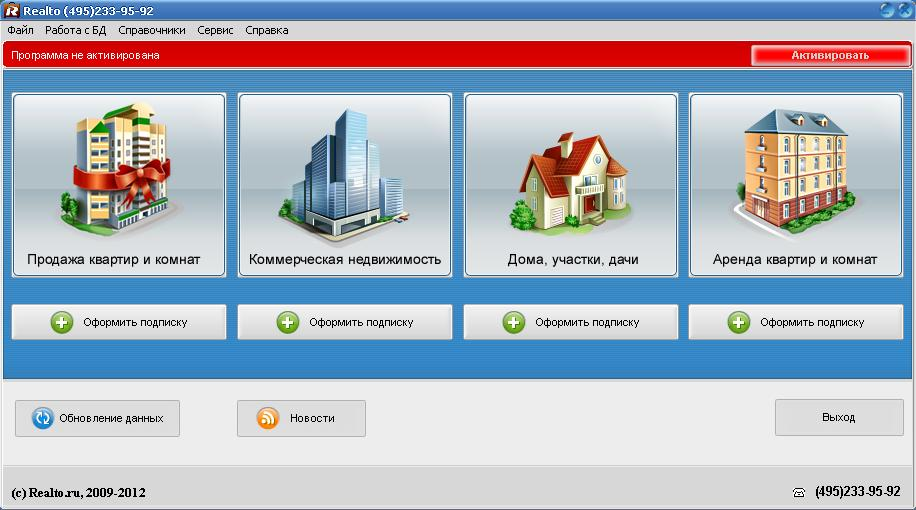 Realto (495)233-95-92
Файл Работа с БД Справочники Сервис Справка
Программа не активирована Активировать
Продажа квартир и комнат Коммерческая недвижимость Дома, участки, дачи Аренда квартир и комнат
Оформить подписку Оформить подписку Оформить подписку Оформить подписку
Обновление данных Новости Выход
(c) Realto.ru, 2009-2012 (495)233-95-92